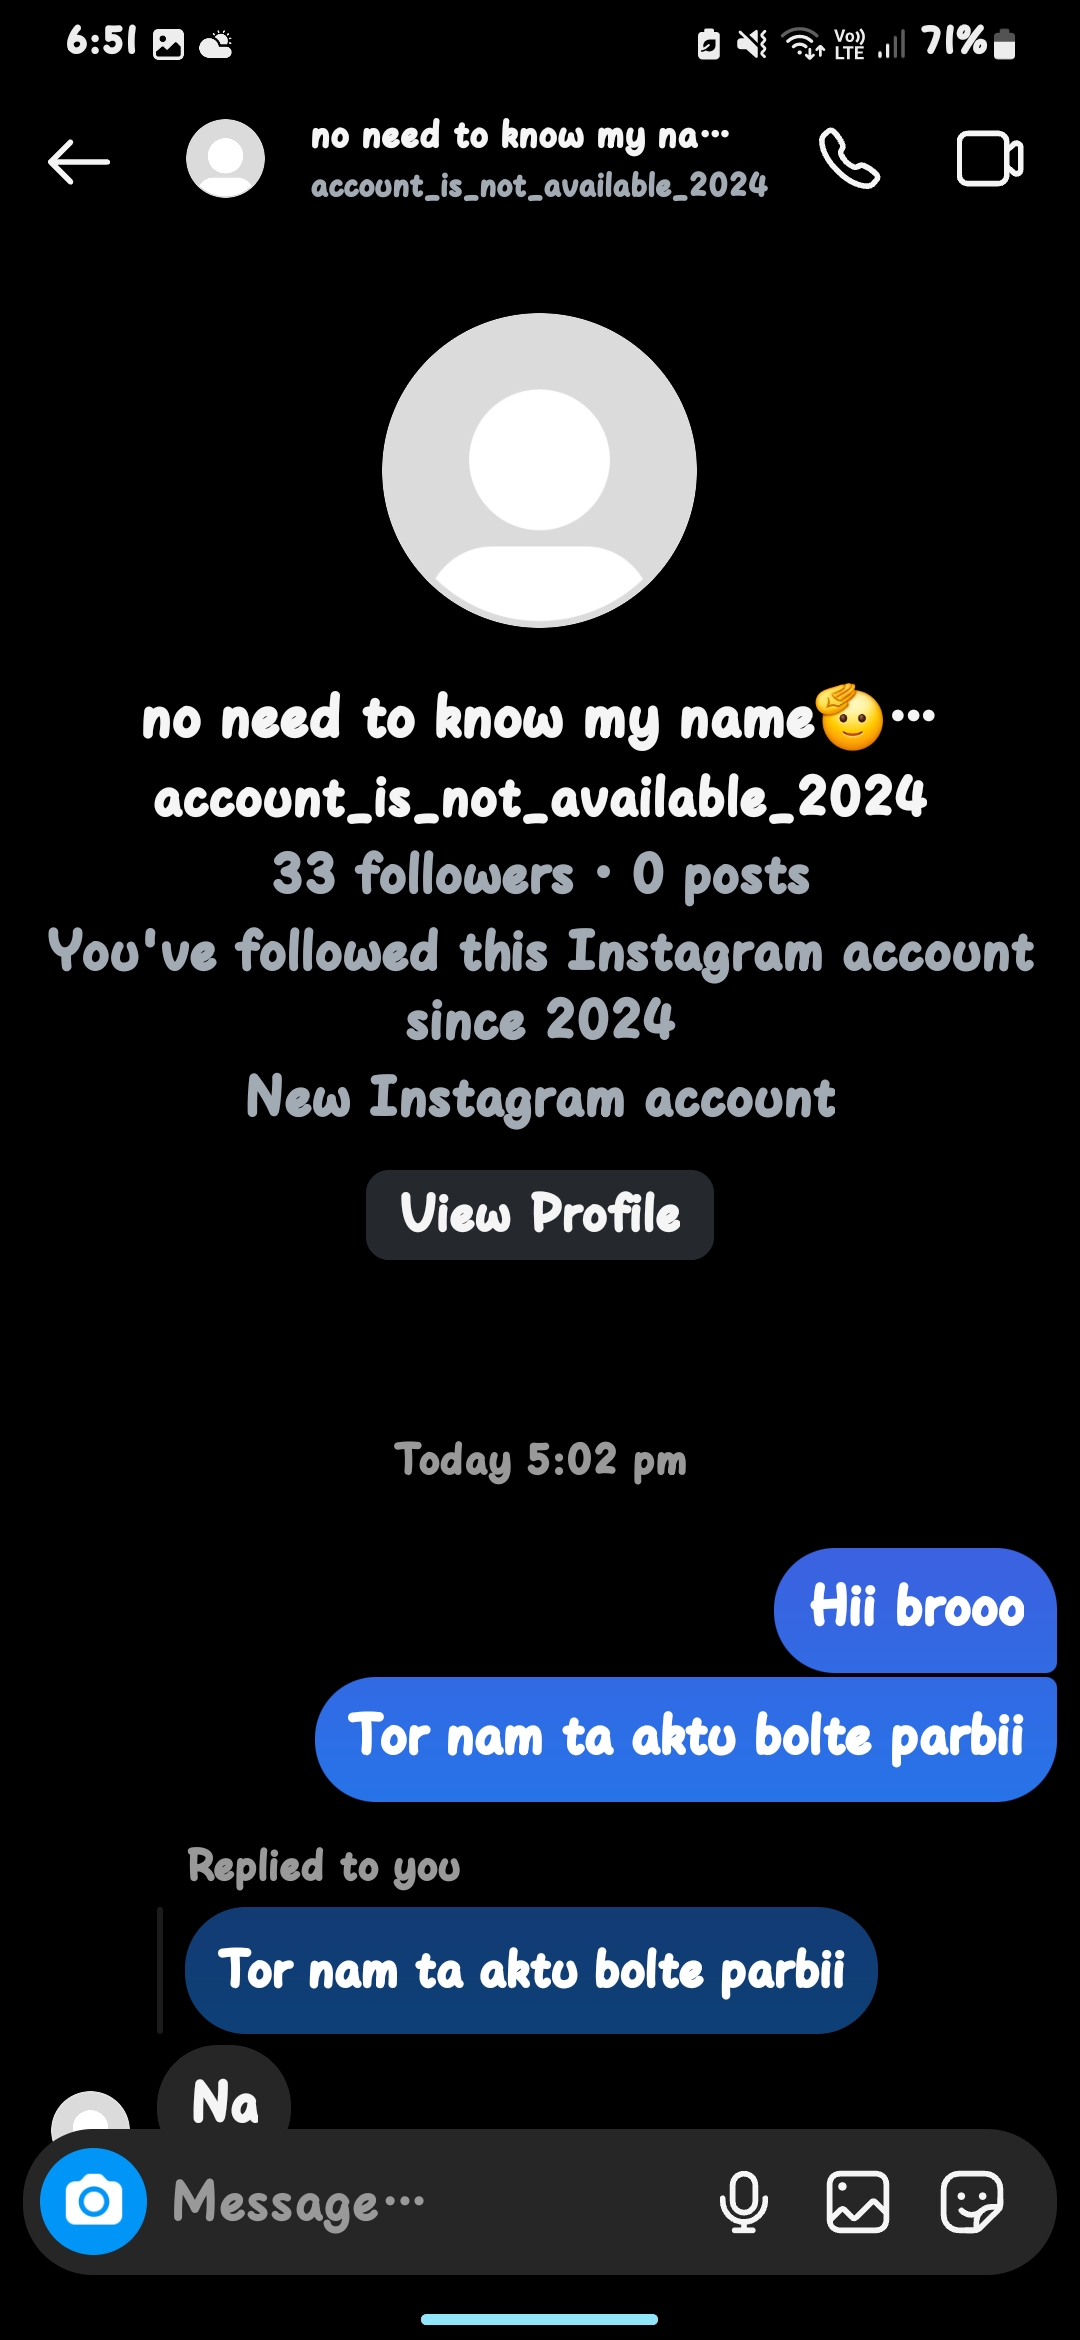 6:51 Vo)) LTE 71%
no need to know my na...
account_is_not_available_2024
no need to know my name🫡...
account_is_not_available_2024
33 followers • 0 posts
You've followed this Instagram account
since 2024
New Instagram account
View Profile
Today 5:02 pm
Hii brooo
Tor nam ta aktu bolte parbii
Replied to you
Tor nam ta aktu bolte parbii
Na
Message...